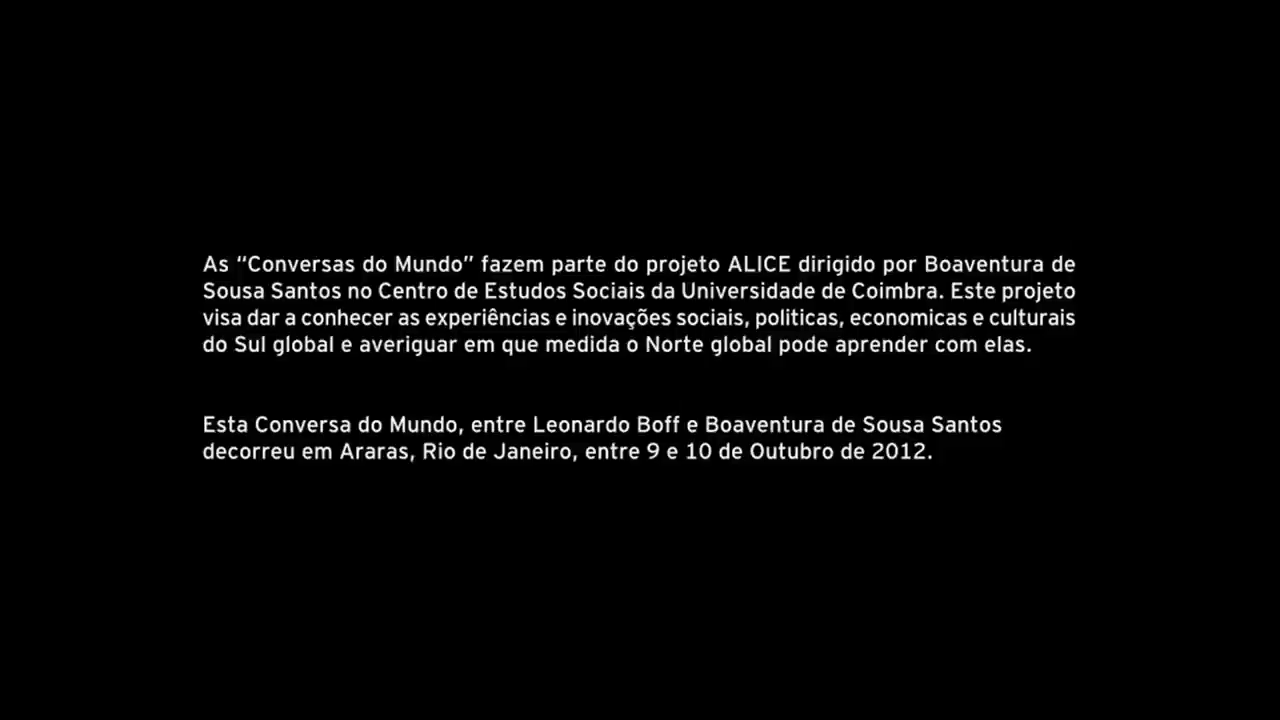 As “Conversas do Mundo” fazem parte do projeto ALICE dirigido por Boaventura de
Sousa Santos no Centro de Estudos Sociais da Universidade de Coimbra. Este projeto
visa dar a conhecer as experiências e inovações sociais, politicas, economicas e culturais
do Sul global e averiguar em que medida o Norte global pode aprender com elas.
Esta Conversa do Mundo, entre Leonardo Boff e Boaventura de Sousa Santos
decorreu em Araras, Rio de Janeiro, entre 9 e 10 de Outubro de 2012.